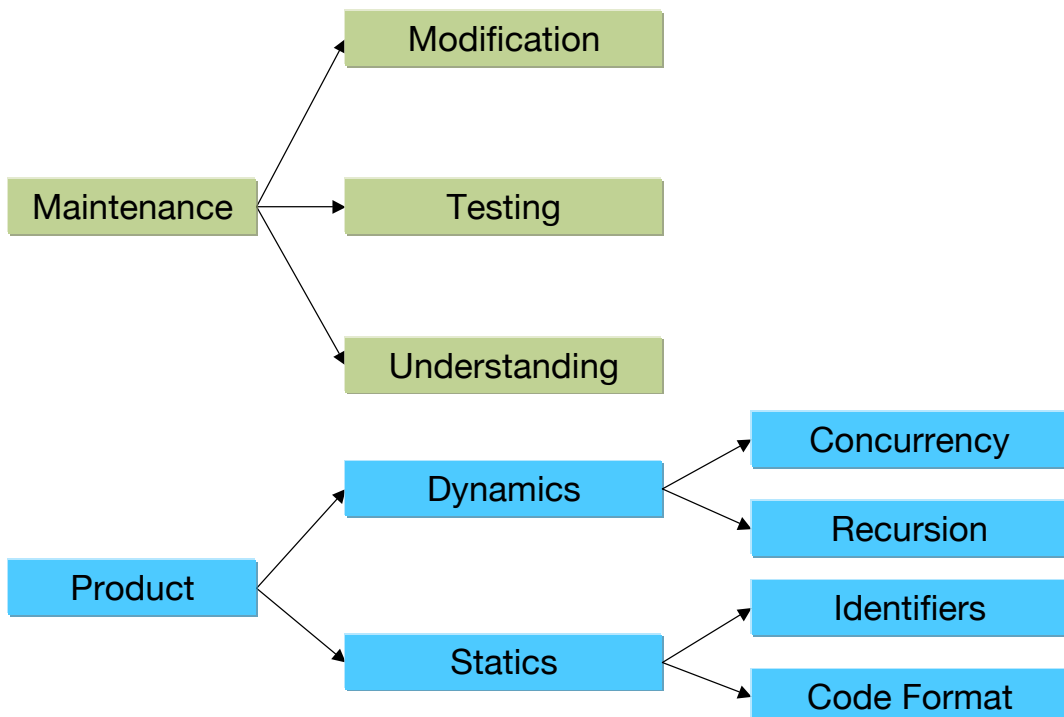 Modification
Maintenance
Testing
Understanding
Concurrency
Dynamics
Recursion
Product
Identifiers
Statics
Code Format